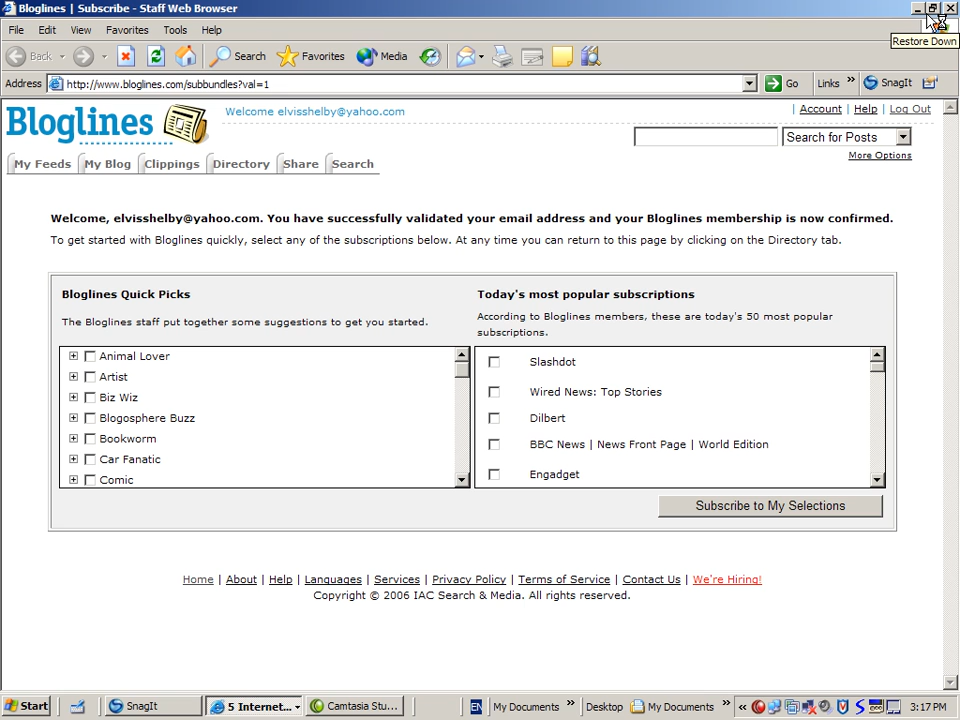 Bloglines | Subscribe - Staff Web Browser
File Edit View Favorites Tools Help
Restore Down
Back Search Favorites Media
Address http://www.bloglines.com/subbundles?val=1 Go Links » SnagIt
Bloglines
Welcome elvisshelby@yahoo.com
| Account | Help | Log Out
Search for Posts
More Options
My Feeds My Blog Clippings Directory Share Search
Welcome, elvisshelby@yahoo.com. You have successfully validated your email address and your Bloglines membership is now confirmed.
To get started with Bloglines quickly, select any of the subscriptions below. At any time you can return to this page by clicking on the Directory tab.
Bloglines Quick Picks
The Bloglines staff put together some suggestions to get you started.
Animal Lover
Artist
Biz Wiz
Blogosphere Buzz
Bookworm
Car Fanatic
Comic
Today's most popular subscriptions
According to Bloglines members, these are today's 50 most popular
subscriptions.
Slashdot
Wired News: Top Stories
Dilbert
BBC News | News Front Page | World Edition
Engadget
Subscribe to My Selections
Home | About | Help | Languages | Services | Privacy Policy | Terms of Service | Contact Us | We're Hiring!
Copyright © 2006 IAC Search & Media. All rights reserved.
Start SnagIt 5 Internet... Camtasia Stu... EN My Documents » Desktop My Documents » « 3:17 PM